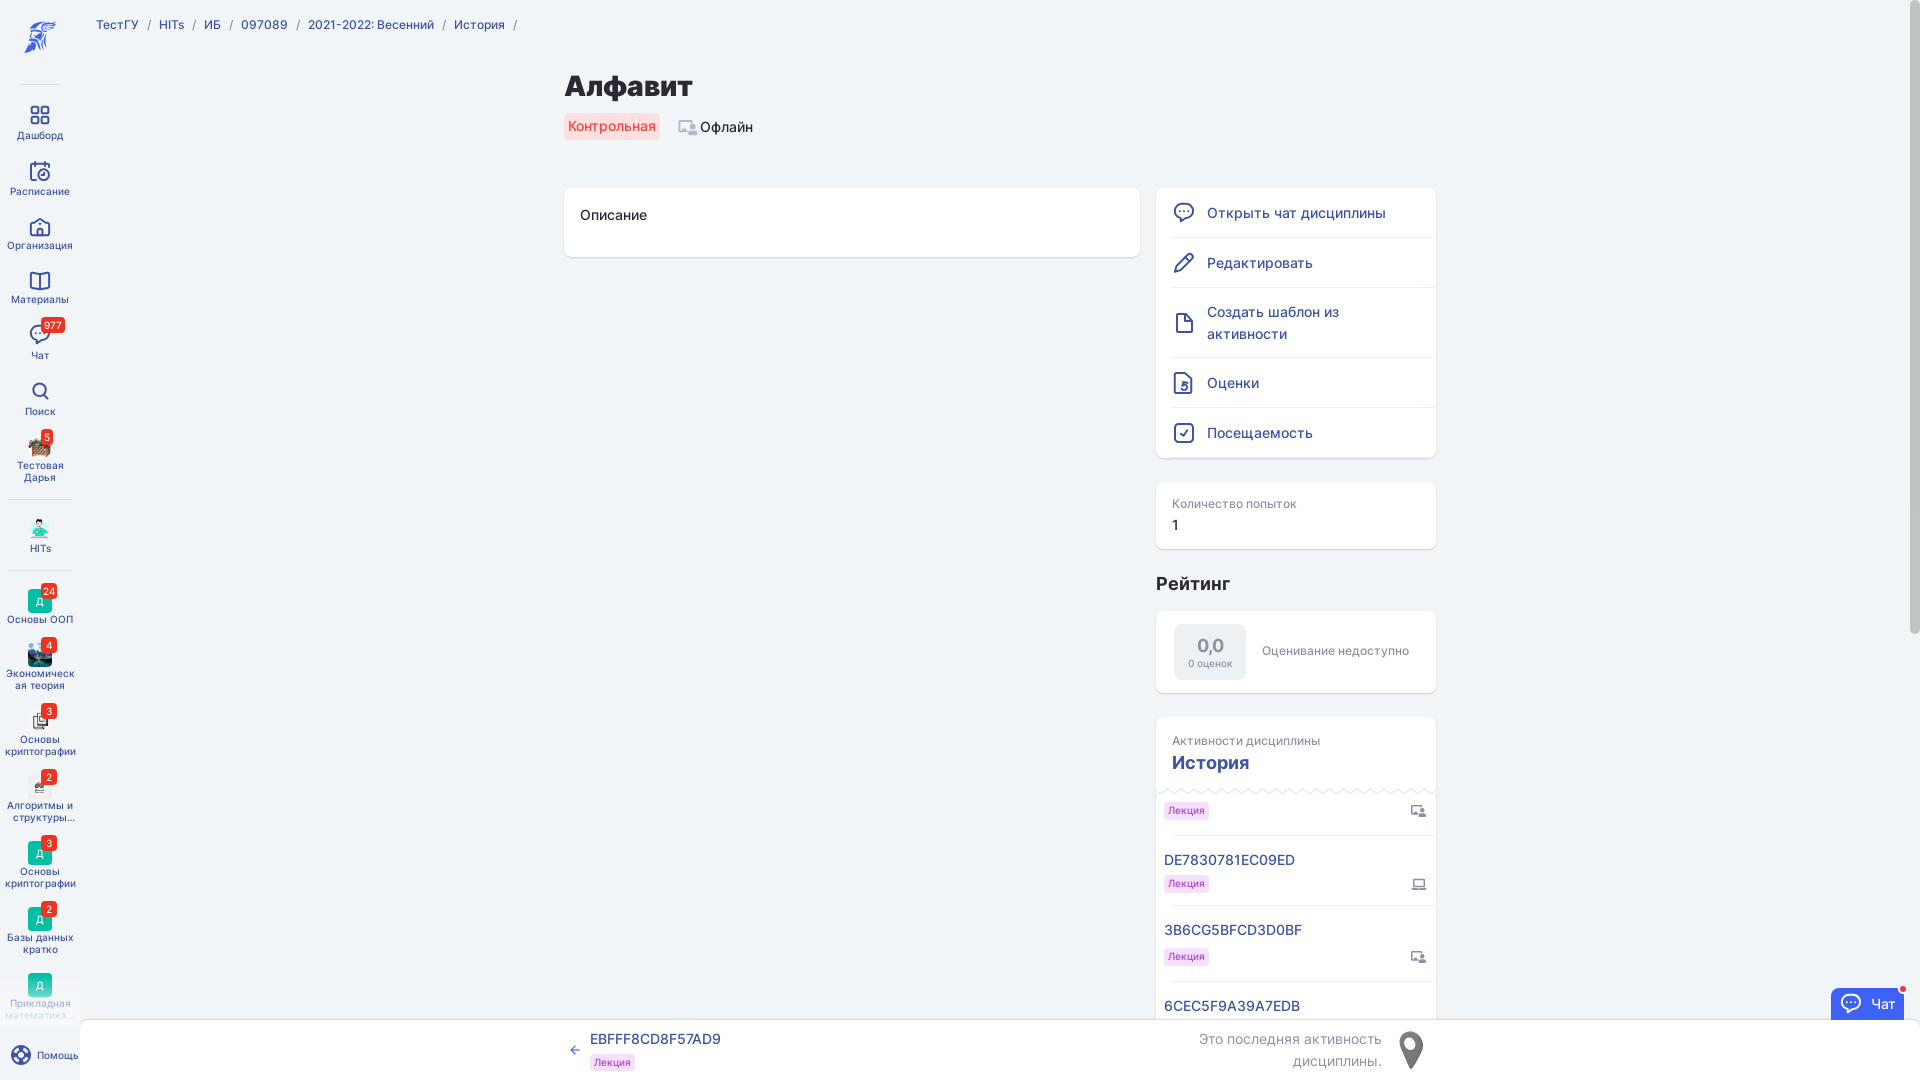 ТестГУ / HITs / ИБ / 097089 / 2021-2022: Весенний / История /
Дашборд
Расписание
Организация
Материалы
977
Чат
Поиск
5
Тестовая
Дарья
HITs
24
Д
Основы ООП
4
Экономическ
ая теория
3
Основы
криптографии
2
Алгоритмы и
структуры...
3
Д
Основы
криптографии
2
Д
Базы данных
кратко
Д
Прикладная
математика...
Помощь
Алфавит
Контрольная
Офлайн
Описание
Открыть чат дисциплины
Редактировать
Создать шаблон из
активности
5
Оценки
Посещаемость
Количество попыток
1
Рейтинг
0,0
0 оценок
Оценивание недоступно
Активности дисциплины
История
Лекция
DE7830781EC09ED
Лекция
3B6CG5BFCD3D0BF
Лекция
6CEC5F9A39A7EDB
Чат
EBFFF8CD8F57AD9
Лекция
Это последняя активность
дисциплины.